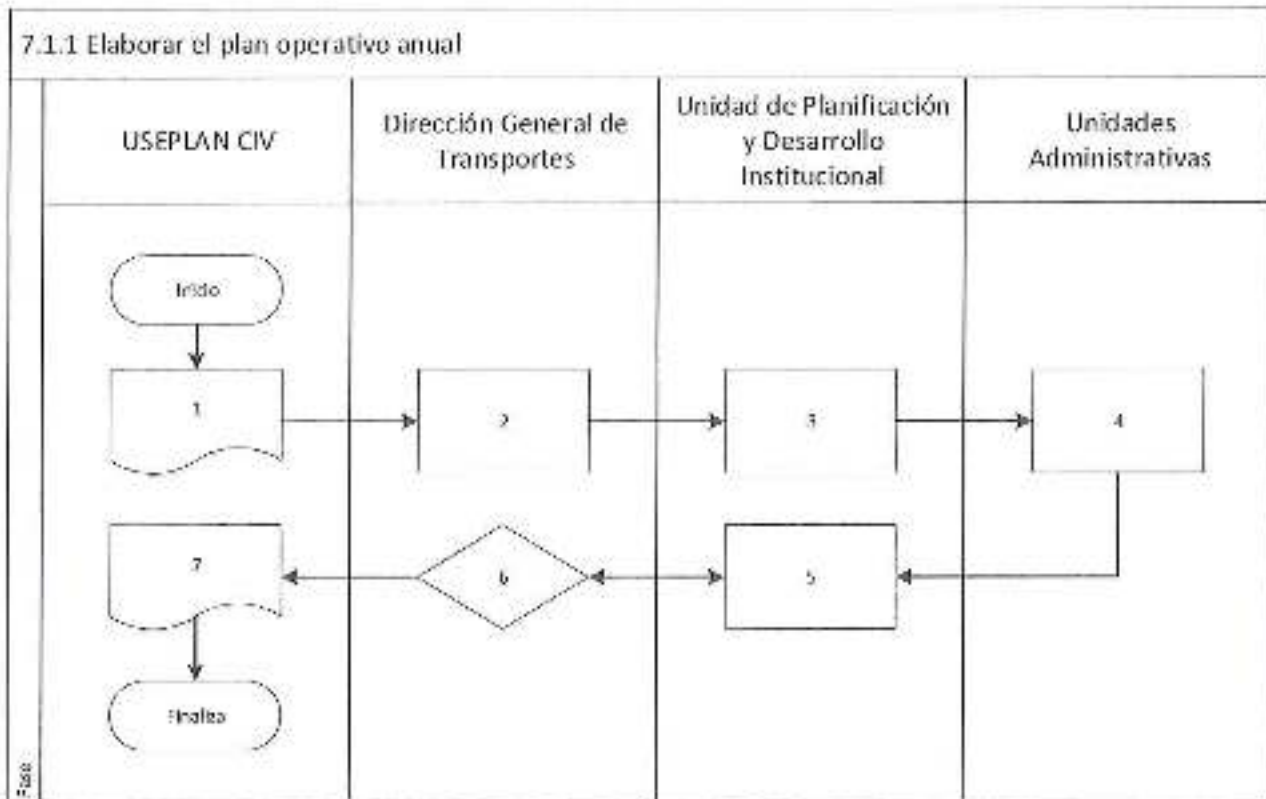 7.1.1 Elaborar el plan operativo anual
USEPLAN CIV
Dirección General de
Transportes
Unidad de Planificación
y Desarrollo
Institucional
Unidades
Administrativas
Inicio
1
2
3
4
7
6
5
Finaliza
Fase